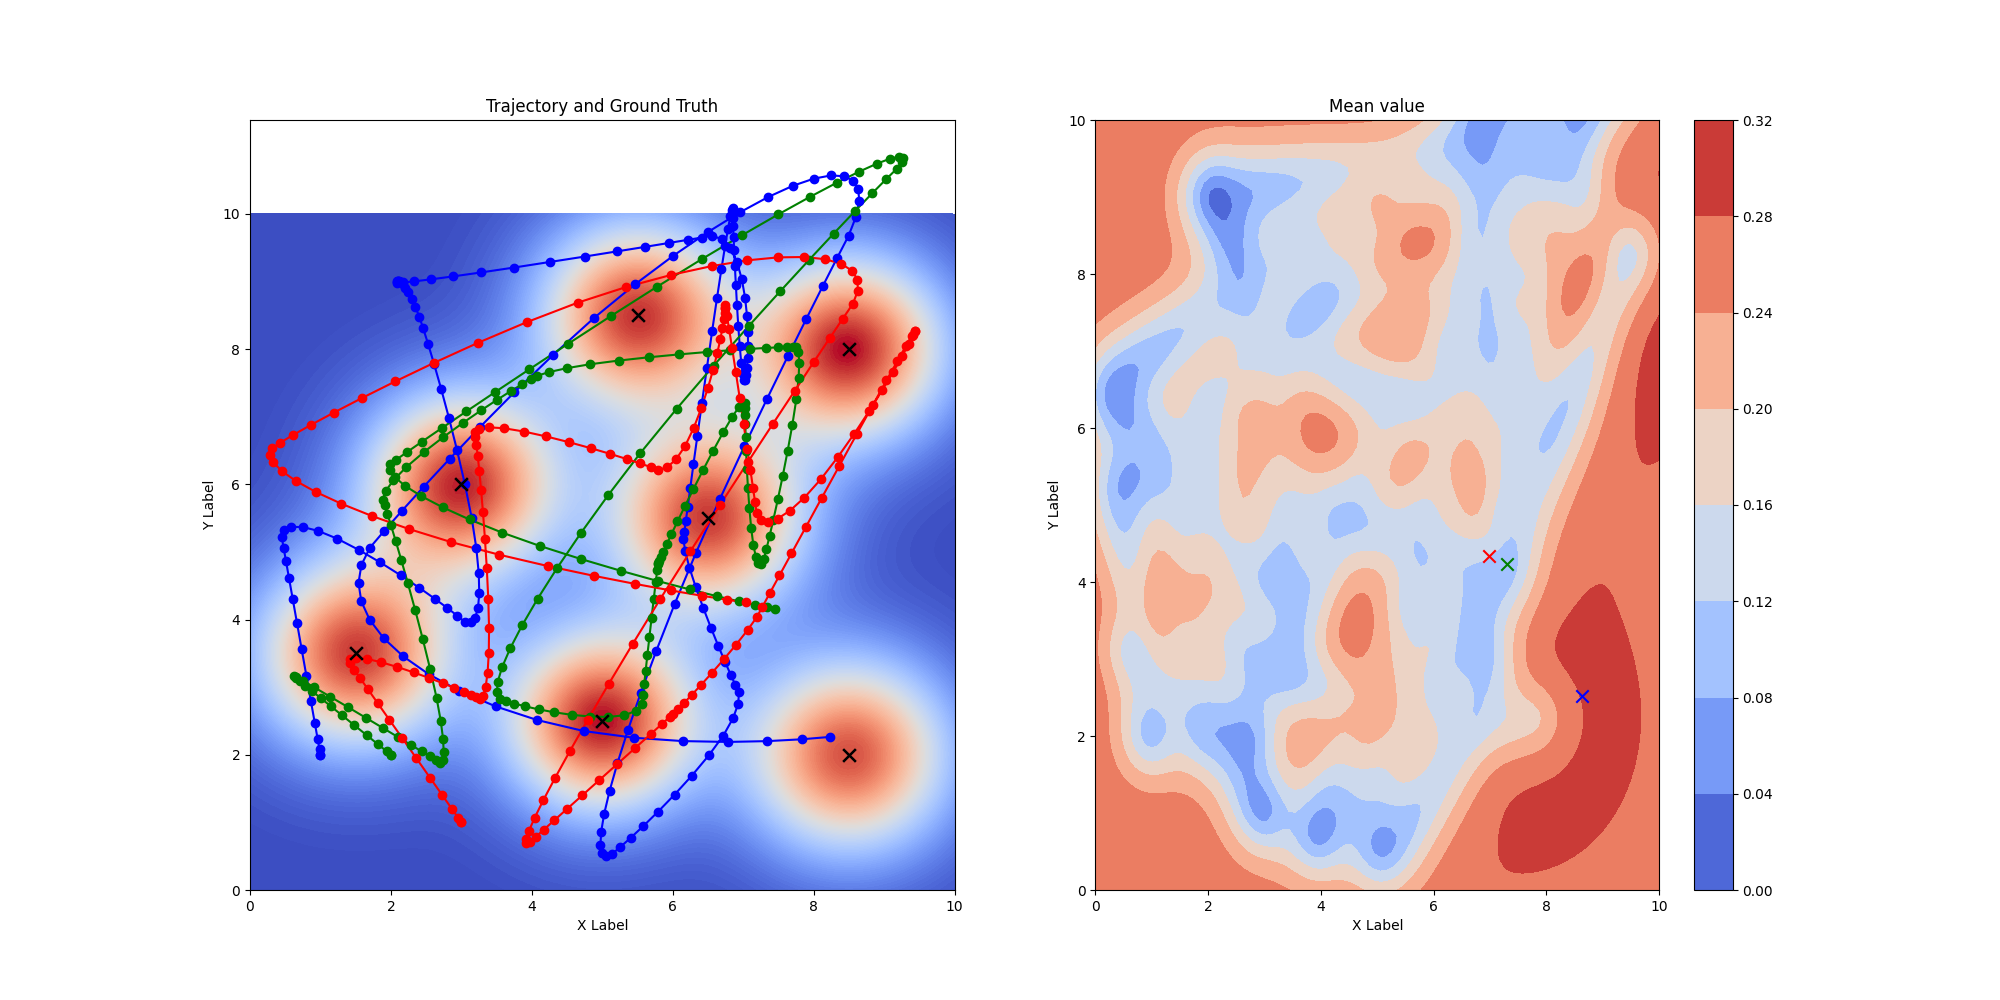 Trajectory and Ground Truth
Y Label
10
8
6
4
2
0
0 2 4 6 8 10
X Label
Mean value
Y Label
10
8
6
4
2
0
0 2 4 6 8 10
X Label
0.32
0.28
0.24
0.20
0.16
0.12
0.08
0.04
0.00